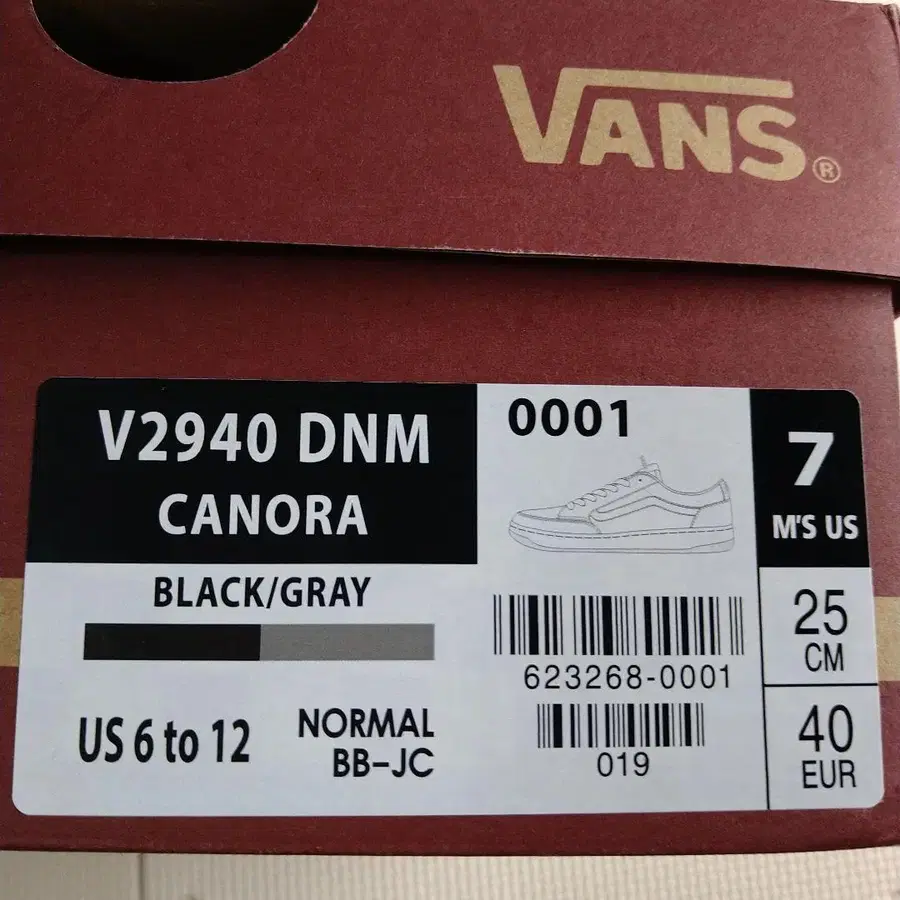 VANS®
V2940 DNM
CANORA
BLACK/GRAY
US 6 to 12
NORMAL
BB-JC
0001
623268-0001
019
7
M'S US
25
CM
40
EUR